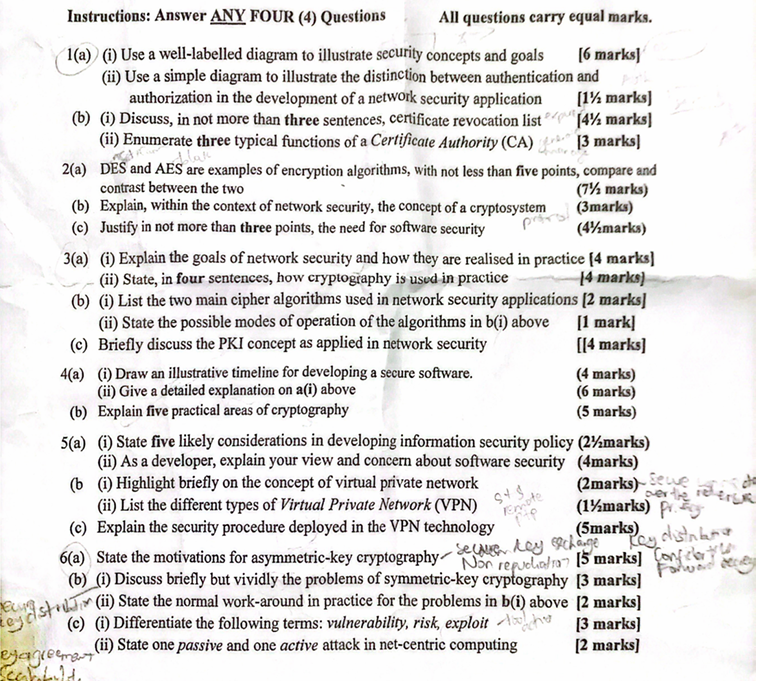 Instructions: Answer ANY FOUR (4) Questions All questions carry equal marks.
1(a) (i) Use a well-labelled diagram to illustrate security concepts and goals [6 marks]
(ii) Use a simple diagram to illustrate the distinction between authentication and
authorization in the development of a network security application [1½ marks]
(b) (i) Discuss, in not more than three sentences, certificate revocation list [4½ marks]
(ii) Enumerate three typical functions of a Certificate Authority (CA) [3 marks]
2(a) DES and AES are examples of encryption algorithms, with not less than five points, compare and
contrast between the two (7½ marks)
(b) Explain, within the context of network security, the concept of a cryptosystem (3marks)
(c) Justify in not more than three points, the need for software security (4½marks)
3(a) (i) Explain the goals of network security and how they are realised in practice [4 marks]
(ii) State, in four sentences, how cryptography is used in practice [4 marks]
(b) (i) List the two main cipher algorithms used in network security applications [2 marks]
(ii) State the possible modes of operation of the algorithms in b(i) above [1 mark]
(c) Briefly discuss the PKI concept as applied in network security [[4 marks]
4(a) (i) Draw an illustrative timeline for developing a secure software. (4 marks)
(ii) Give a detailed explanation on a(i) above (6 marks)
(b) Explain five practical areas of cryptography (5 marks)
5(a) (i) State five likely considerations in developing information security policy (2½marks)
(ii) As a developer, explain your view and concern about software security (4marks)
(b (i) Highlight briefly on the concept of virtual private network (2marks)
over the
(ii) List the different types of Virtual Private Network (VPN) (1½marks)
(c) Explain the security procedure deployed in the VPN technology (5marks)
key exchange Key
6(a) State the motivations for asymmetric-key cryptography [5 marks]
Non repudiation
(b) (i) Discuss briefly but vividly the problems of symmetric-key cryptography [3 marks]
(ii) State the normal work-around in practice for the problems in b(i) above [2 marks]
(c) (i) Differentiate the following terms: vulnerability, risk, exploit [3 marks]
(ii) State one passive and one active attack in net-centric computing [2 marks]